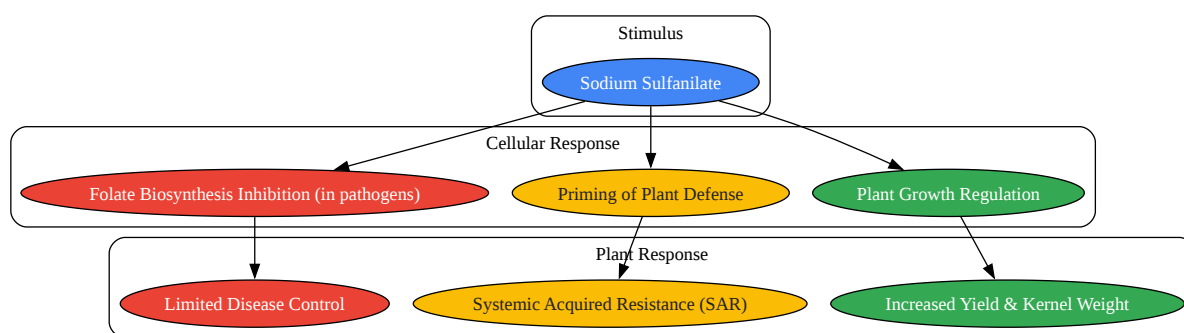 Stimulus
Sodium Sulfanilate
Cellular Response
Folate Biosynthesis Inhibition (in pathogens)
Priming of Plant Defense
Plant Growth Regulation
Plant Response
Limited Disease Control
Systemic Acquired Resistance (SAR)
Increased Yield & Kernel Weight